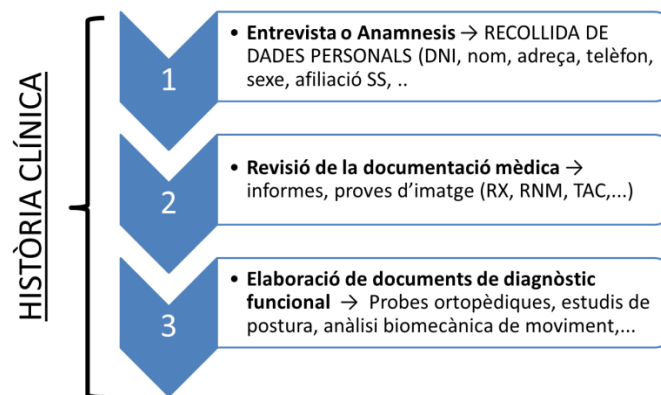 HISTÒRIA CLÍNICA
1
• Entrevista o Anamnesis → RECOLLIDA DE
DADES PERSONALS (DNI, nom, adreça, telèfon,
sexe, afiliació SS, ..
2
• Revisió de la documentació mèdica →
informes, proves d'imatge (RX, RNM, TAC,...)
3
• Elaboració de documents de diagnòstic
funcional → Probes ortopèdiques, estudis de
postura, anàlisi biomecànica de moviment,...